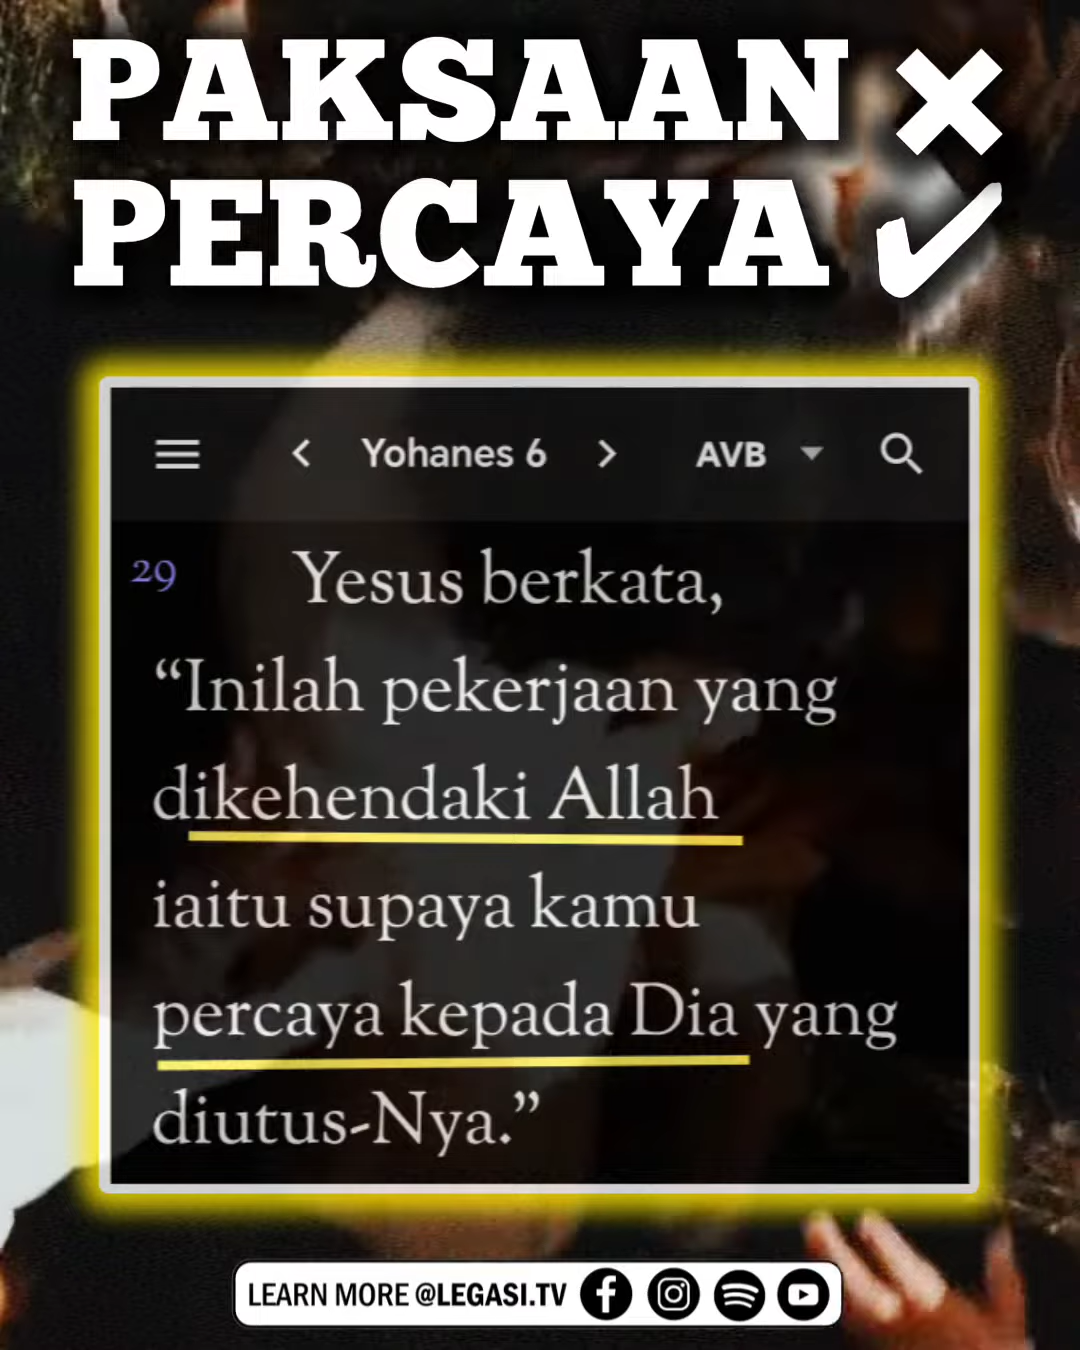 PAKSAAN ✖
PERCAYA ✔
Yohanes 6
AVB
29 Yesus berkata,
“Inilah pekerjaan yang
dikehendaki Allah
iaitu supaya kamu
percaya kepada Dia yang
diutus-Nya.”
LEARN MORE @LEGASI.TV